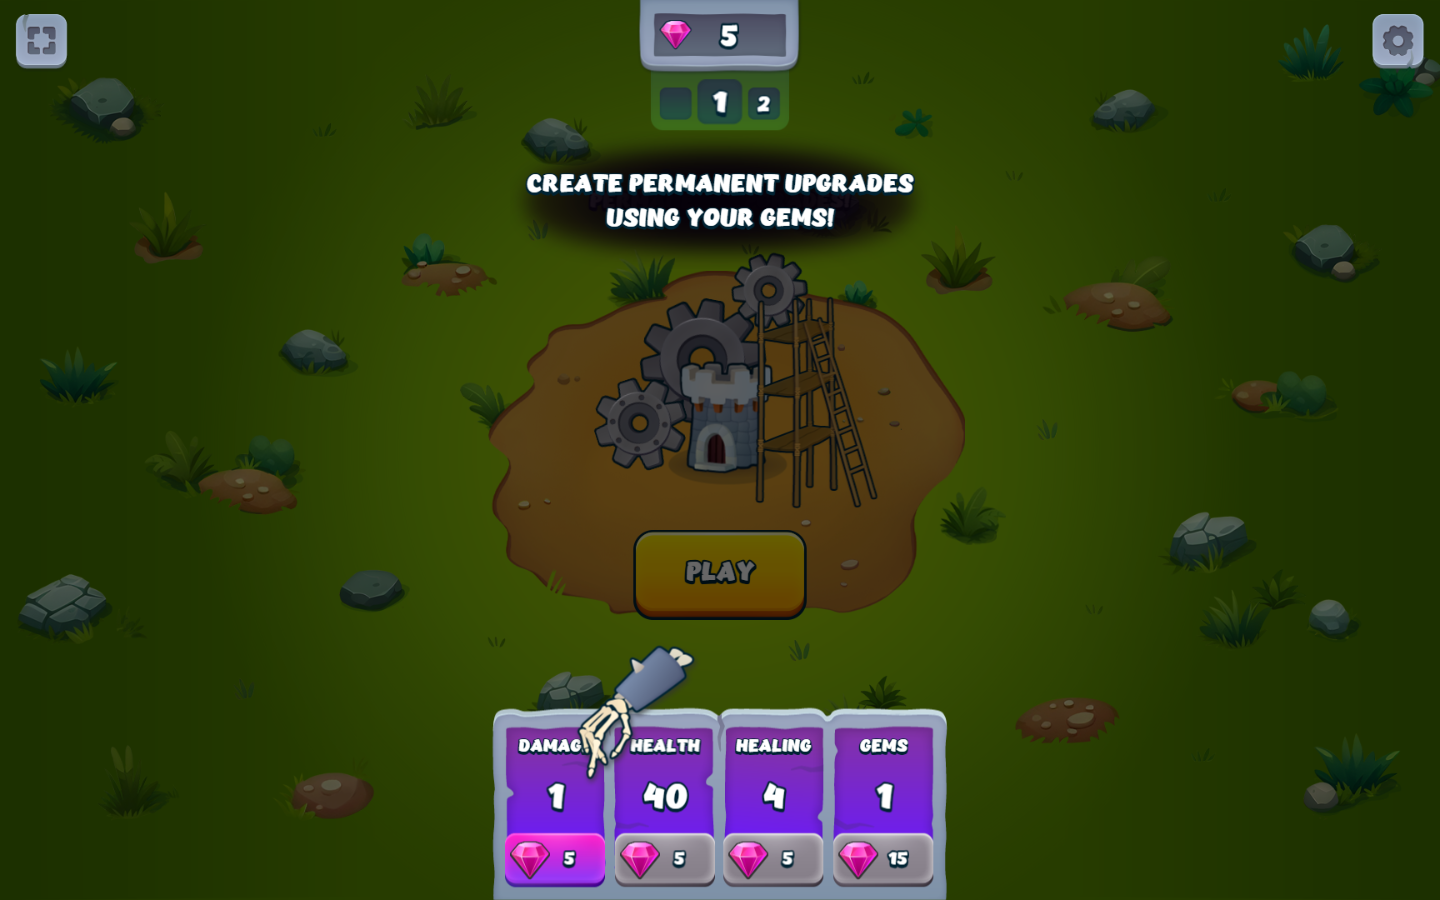 5
1 2
CREATE PERMANENT UPGRADES
USING YOUR GEMS!
PLAY
DAMAGE HEALTH HEALING GEMS
1 40 4 1
5 5 5 15